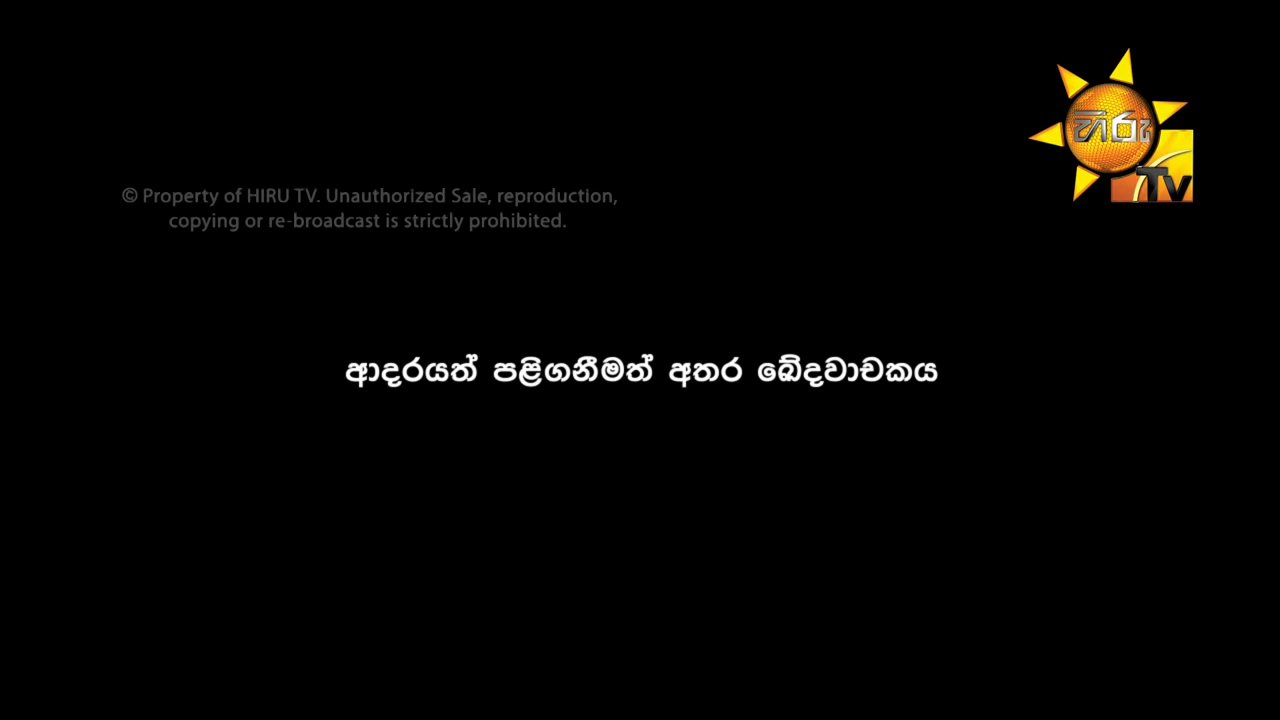 හිරු
TV
© Property of HIRU TV. Unauthorized Sale, reproduction,
copying or re-broadcast is strictly prohibited.
ආදරයත් පළිගනීමත් අතර ඛේදවාචකය